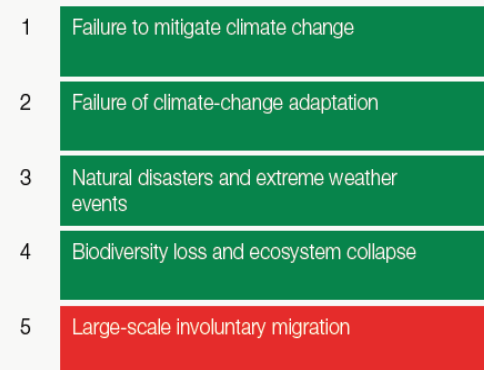 1 Failure to mitigate climate change
2 Failure of climate-change adaptation
3 Natural disasters and extreme weather
events
4 Biodiversity loss and ecosystem collapse
5 Large-scale involuntary migration